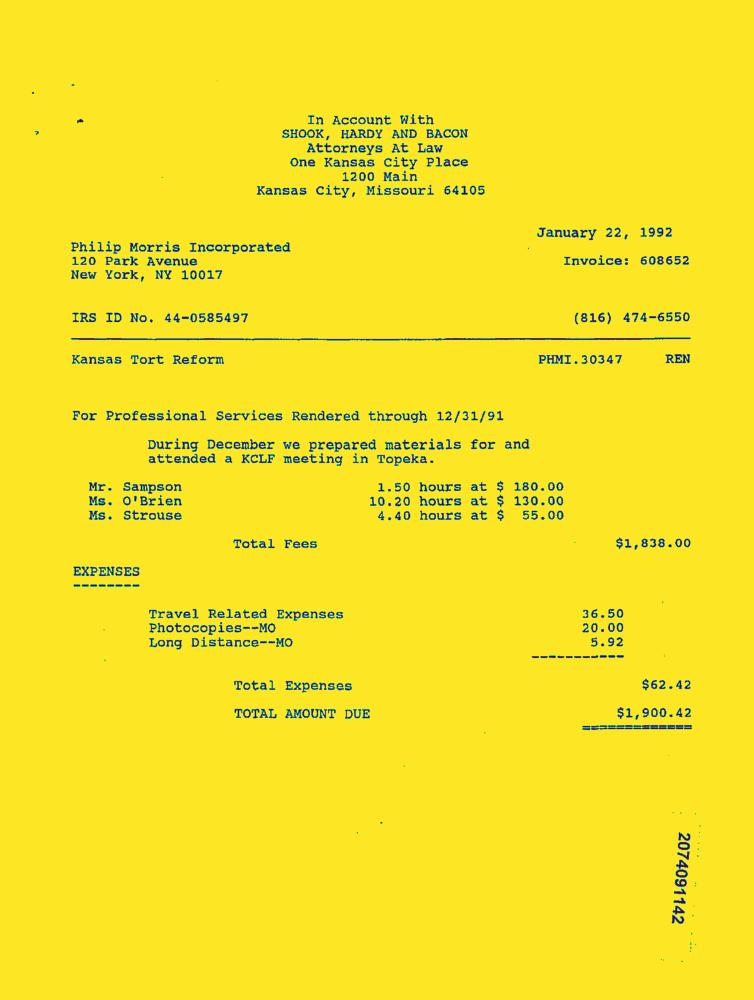 In Account With
SHOOK, HARDY AND BACON
Attorneys At Law
One Kansas City Place
1200 Main
Kansas City, Missouri 64105
January 22, 1992
Philip Morris Incorporated
120 Park Avenue Invoice: 608652
New York, NY 10017
IRS ID No. 44-0585497 (816) 474-6550
Kansas Tort Reform PHMI.30347 REN
For Professional Services Rendered through 12/31/91
During December we prepared materials for and
attended a KCLF meeting in Topeka.
Mr. Sampson 1.50 hours at $ 180.00
Ms. O'Brien 10.20 hours at $ 130.00
Ms. Strouse 4.40 hours at $ 55.00
Total Fees $1,838.00
EXPENSES
--------
Travel Related Expenses 36.50
Photocopies--MO 20.00
Long Distance--MO 5.92
-----------
Total Expenses $62.42
TOTAL AMOUNT DUE $1,900.42
=============
2074091142